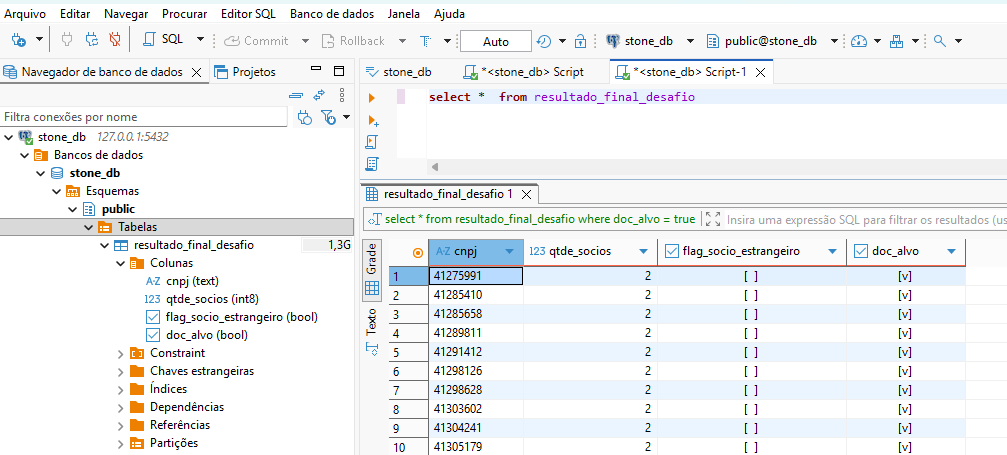 Arquivo Editar Navegar Procurar Editor SQL Banco de dados Janela Ajuda
SQL Commit Rollback T Auto stone_db public@stone_db
Navegador de banco de dados Projetos
Filtra conexões por nome
stone_db 127.0.0.1:5432
Bancos de dados
stone_db
Esquemas
public
Tabelas
resultado_final_desafio 1,3G
Colunas
A-Z cnpj (text)
123 qtde_socios (int8)
flag_socio_estrangeiro (bool)
doc_alvo (bool)
Constraint
Chaves estrangeiras
Índices
Dependências
Referências
Partições
stone_db *<stone_db> Script *<stone_db> Script-1
select * from resultado_final_desafio
resultado_final_desafio 1
select * from resultado_final_desafio where doc_alvo = true Insira uma expressão SQL para filtrar os resultados (us
Grade
Texto
A-Z cnpj 123 qtde_socios flag_socio_estrangeiro doc_alvo
1 41275991 2 [ ] [v]
2 41285410 2 [ ] [v]
3 41285658 2 [ ] [v]
4 41289811 2 [ ] [v]
5 41291412 2 [ ] [v]
6 41298126 2 [ ] [v]
7 41298628 2 [ ] [v]
8 41303602 2 [ ] [v]
9 41304241 2 [ ] [v]
10 41305179 2 [ ] [v]